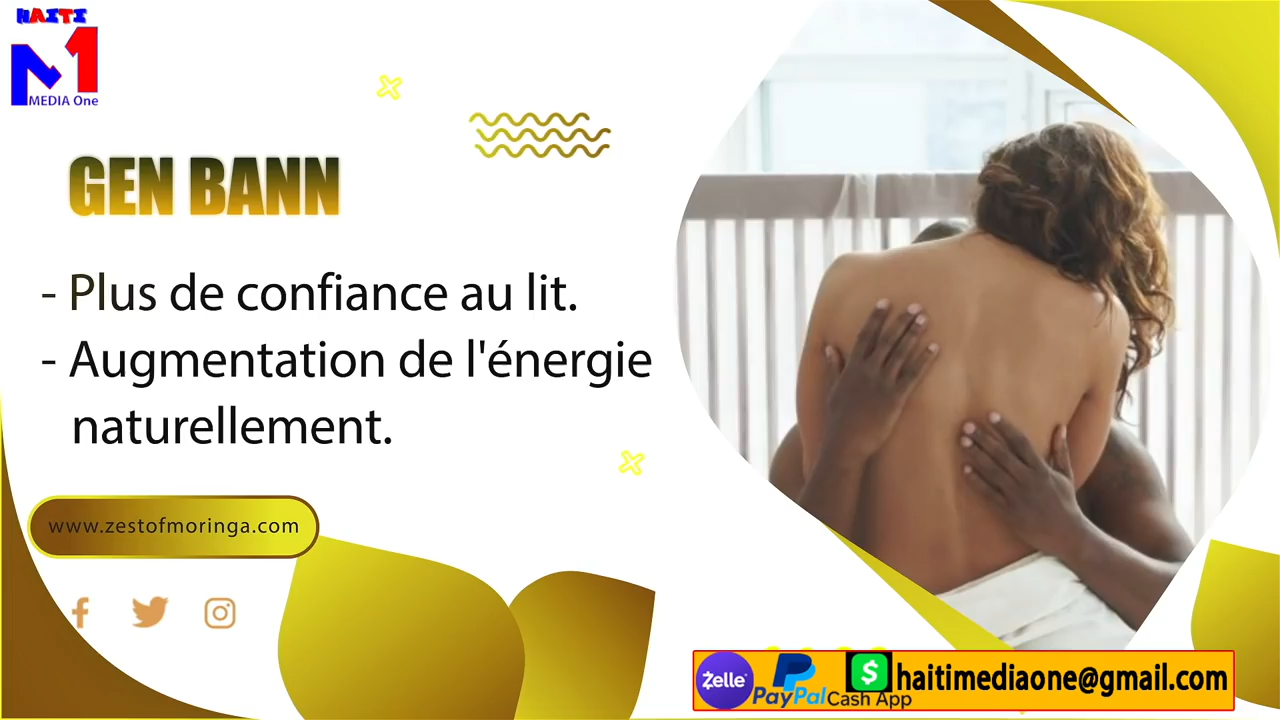 HAITI
M1
MEDIA One
GEN BANN
- Plus de confiance au lit.
- Augmentation de l'énergie
naturellement.
www.zestofmoringa.com
Zelle
PayPal
$
Cash App
haitimediaone@gmail.com